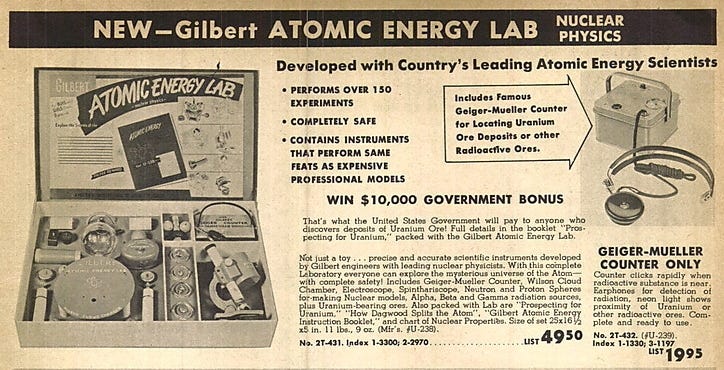 NEW—Gilbert ATOMIC ENERGY LAB NUCLEAR PHYSICS
GILBERT
ATOMIC ENERGY LAB
nuclear physics
ATOMIC ENERGY
GILBERT
GEIGER COUNTER
GILBERT
ATOMIC ENERGY LAB
Developed with Country's Leading Atomic Energy Scientists
• PERFORMS OVER 150
EXPERIMENTS
• COMPLETELY SAFE
• CONTAINS INSTRUMENTS
THAT PERFORM SAME
FEATS AS EXPENSIVE
PROFESSIONAL MODELS
Includes Famous
Geiger-Mueller Counter
for Locating Uranium
Ore Deposits or other
Radioactive Ores.
WIN $10,000 GOVERNMENT BONUS
That's what the United States Government will pay to anyone who
discovers deposits of Uranium Ore! Full details in the booklet "Pros-
pecting for Uranium," packed with the Gilbert Atomic Energy Lab.
Not just a toy . . . precise and accurate scientific instruments developed
by Gilbert engineers with leading nuclear physicists. With this complete
Laboratory everyone can explore the mysterious universe of the Atom—
with complete safety! Includes Geiger-Mueller Counter, Wilson Cloud
Chamber, Electroscope, Spinthariscope, Neutron and Proton Spheres
for-making Nuclear models, Alpha, Beta and Gamma radiation sources,
plus Uranium-bearing ores. Also packed with Lab are "Prospecting for
Uranium," "How Dagwood Splits the Atom", "Gilbert Atomic Energy
Instruction Booklet," and chart of Nuclear Properties. Size of set 25x16½
x5 in. 11 lbs., 9 oz. (Mfr's. #U-238).
No. 2T-431. Index 1-3300; 2-2970 LIST 49 50
GEIGER-MUELLER
COUNTER ONLY
Counter clicks rapidly when
radioactive substance is near.
Earphones for detection of
radiation, neon light shows
proximity of Uranium or
other radioactive ores. Com-
plete and ready to use.
No. 2T-432. (#U-239).
Index 1-1330; 3-1197
LIST 19 95